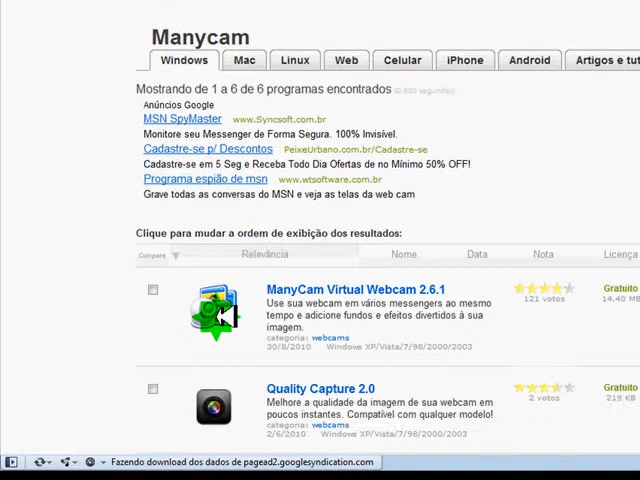 Manycam
Windows Mac Linux Web Celular iPhone Android Artigos e tut
Mostrando de 1 a 6 de 6 programas encontrados (0.000 segundos)
Anúncios Google
MSN SpyMaster www.Syncsoft.com.br
Monitore seu Messenger de Forma Segura. 100% Invisível.
Cadastre-se p/ Descontos PeixeUrbano.com.br/Cadastre-se
Cadastre-se em 5 Seg e Receba Todo Dia Ofertas de no Mínimo 50% OFF!
Programa espião de msn www.wtsoftware.com.br
Grave todas as conversas do MSN e veja as telas da web cam
Clique para mudar a ordem de exibição dos resultados:
Compare Relevância Nome Data Nota Licença
ManyCam Virtual Webcam 2.6.1 Gratuito
Use sua webcam em vários messengers ao mesmo 121 votos 14.40 MB
tempo e adicione fundos e efeitos divertidos à sua
imagem.
categoria: webcams
30/8/2010 Windows XP/Vista/7/98/2000/2003
Quality Capture 2.0 Gratuito
Melhore a qualidade da imagem de sua webcam em 2 votos 219 KB
poucos instantes. Compatível com qualquer modelo!
categoria: webcams
2/6/2010 Windows XP/Vista/7/98/2000/2003
Fazendo download dos dados de pagead2.googlesyndication.com